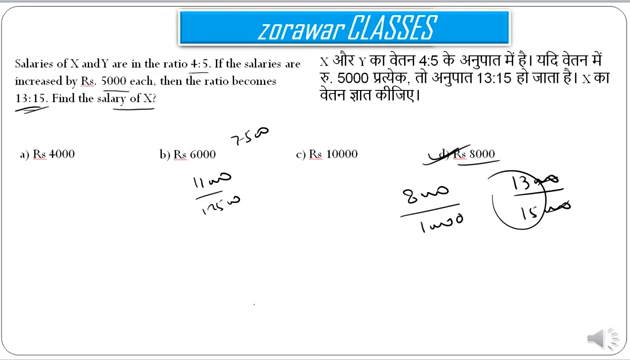 zorawar CLASSES
Salaries of X and Y are in the ratio 4:5. If the salaries are
increased by Rs. 5000 each, then the ratio becomes
13:15. Find the salary of X?
X और Y का वेतन 4:5 के अनुपात में है। यदि वेतन में
रु. 5000 प्रत्येक, तो अनुपात 13:15 हो जाता है। X का
वेतन ज्ञात कीजिए।
7500
a) Rs 4000
b) Rs 6000
c) Rs 10000
d) Rs 8000
11000
12500
8000
10000
13000
15000